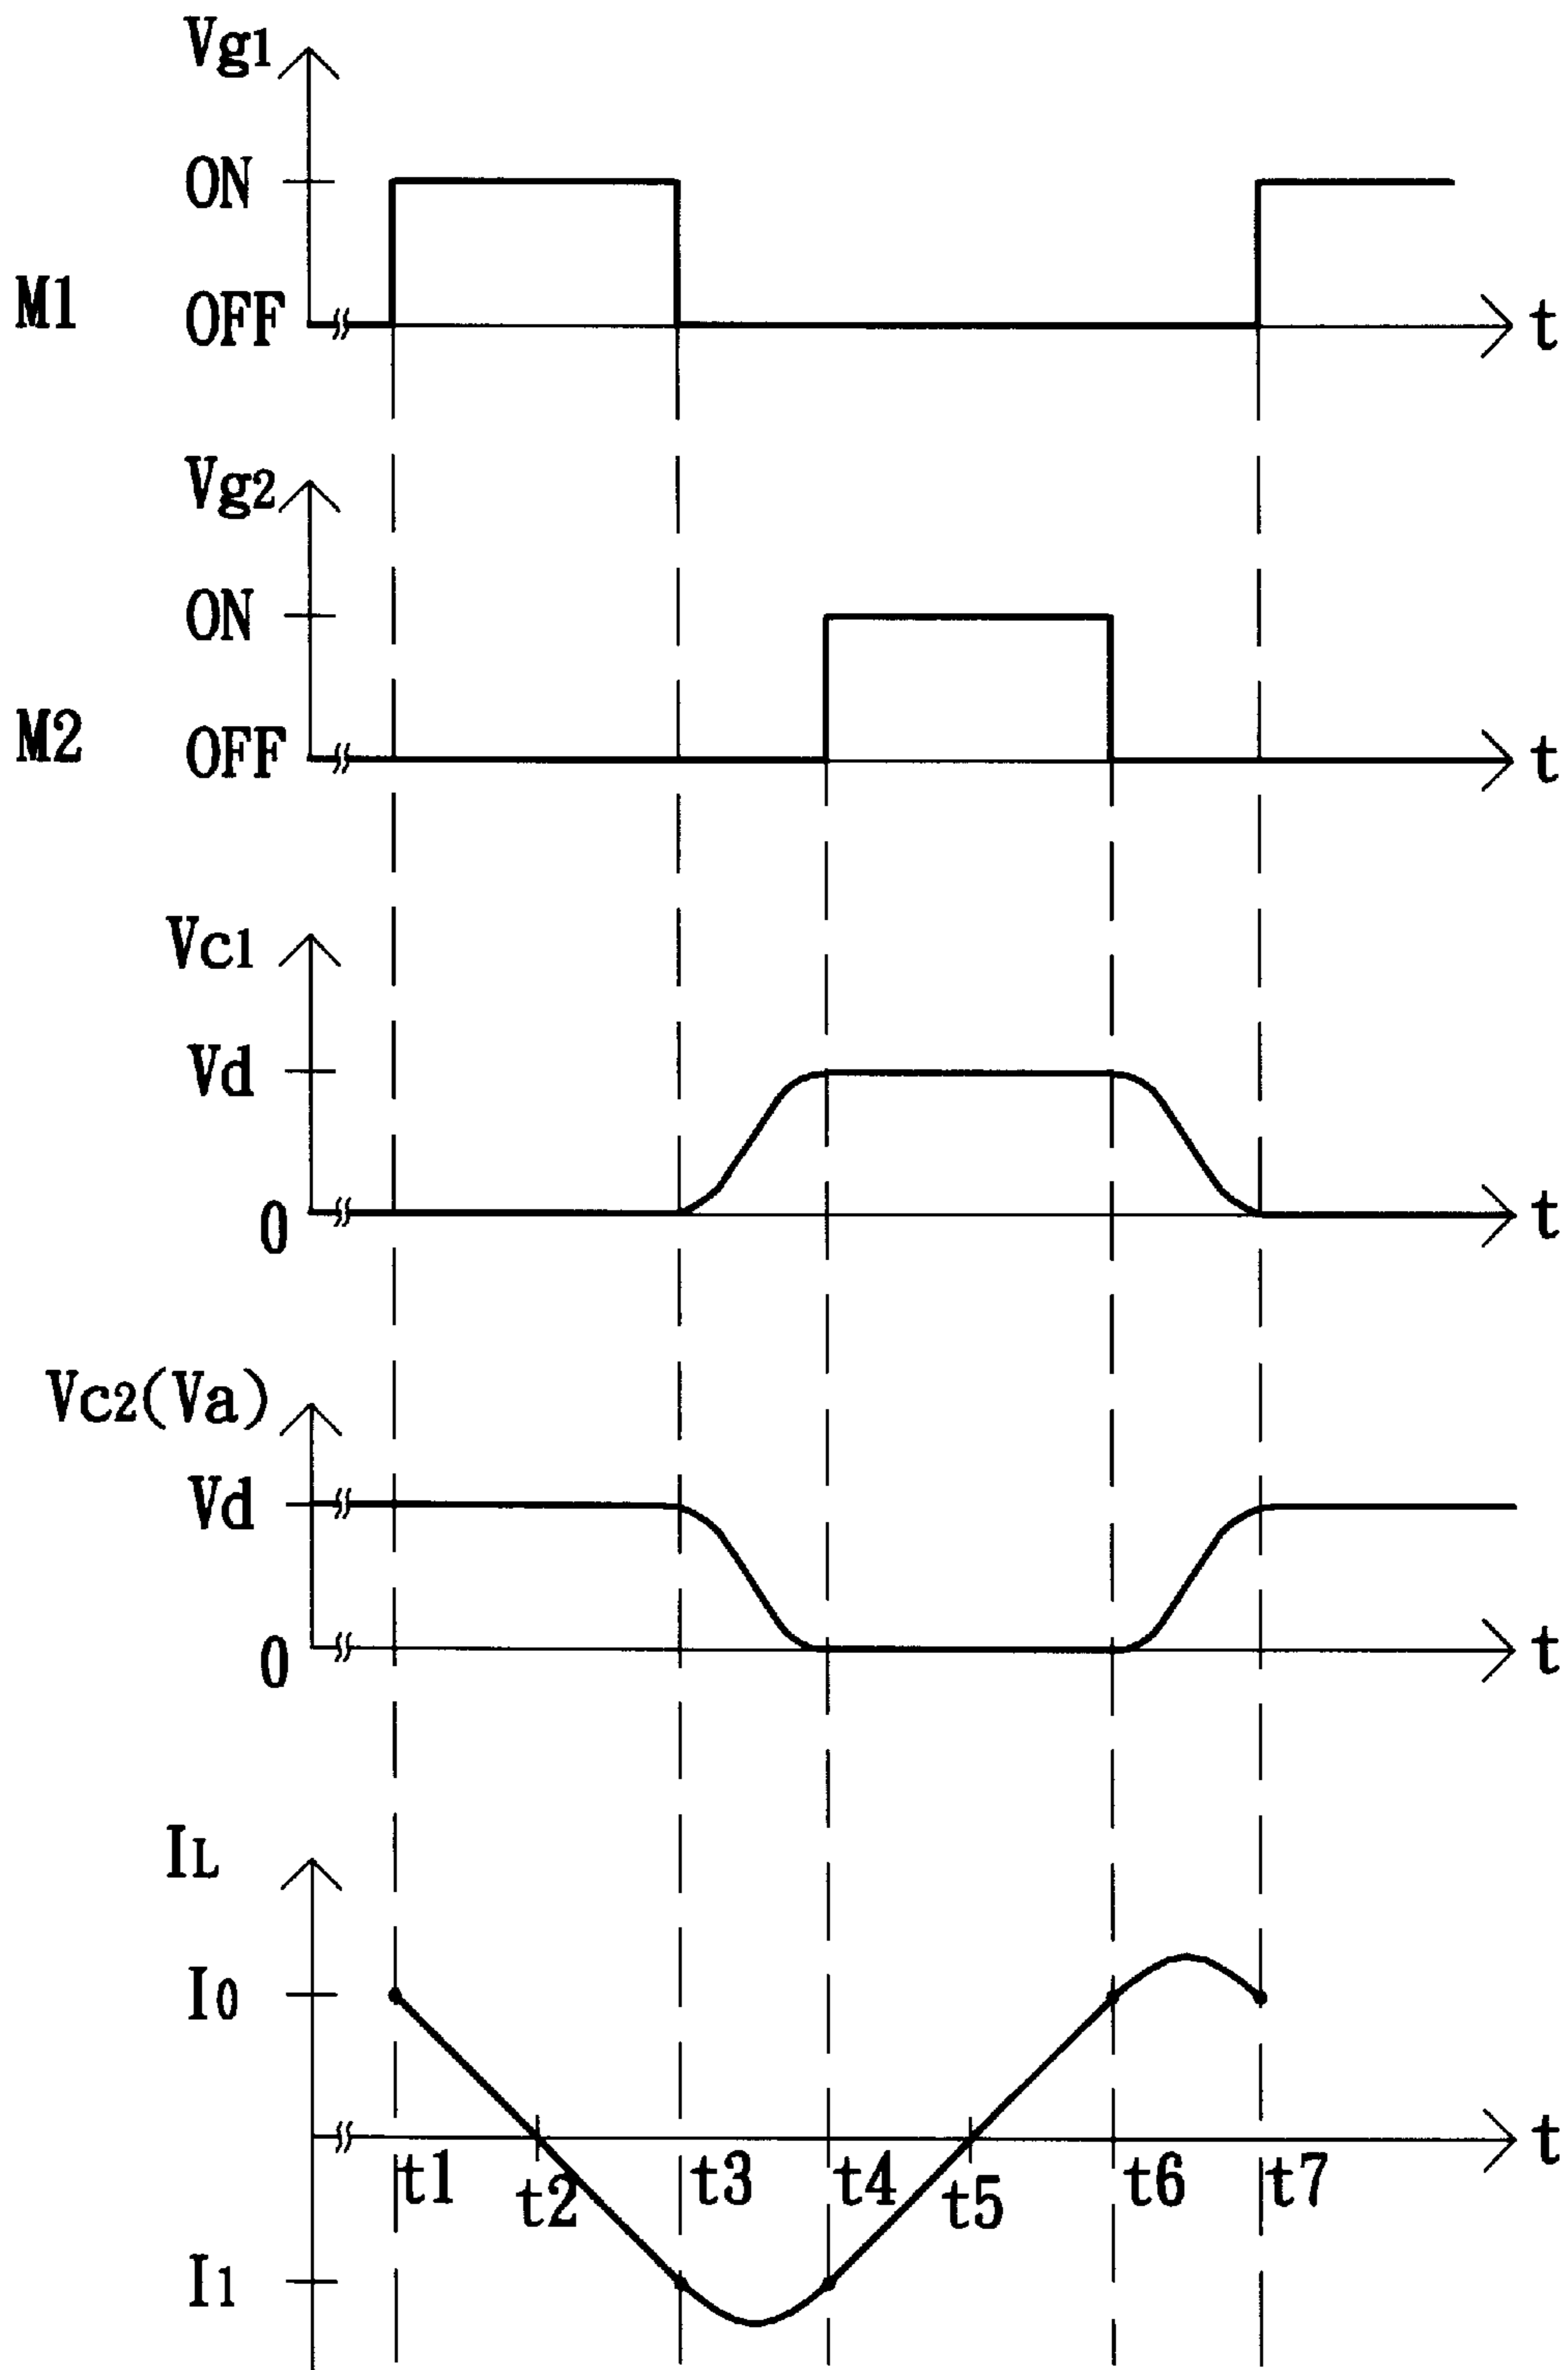 Vg1
ON
M1 OFF t
Vg2
ON
M2 OFF t
Vc1
Vd
0 t
Vc2(Va)
Vd
0 t
IL
I0
t
t1 t2 t3 t4 t5 t6 t7
I1